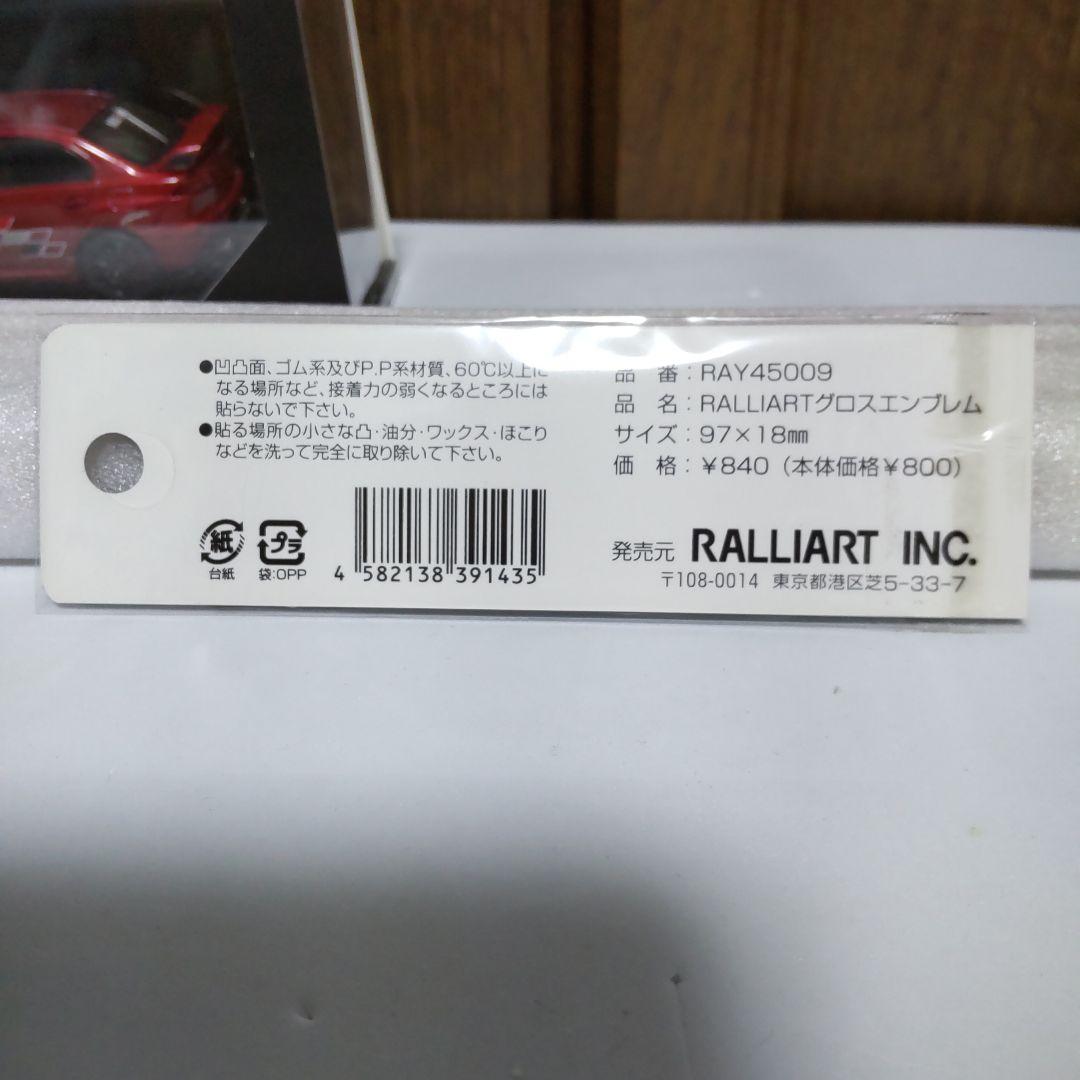 ●凹凸面、ゴム系及びP.P系材質、60℃以上に
なる場所など、接着力の弱くなるところには
貼らないで下さい。
●貼る場所の小さな凸・油分・ワックス・ほこり
などを洗って完全に取り除いて下さい。
紙
台紙
プラ
袋:OPP
4 582138 391435
品 番:RAY45009
品 名:RALLIARTグロスエンブレム
サイズ:97×18㎜
価 格:￥840（本体価格￥800）
発売元 RALLIART INC.
〒108-0014 東京都港区芝5-33-7